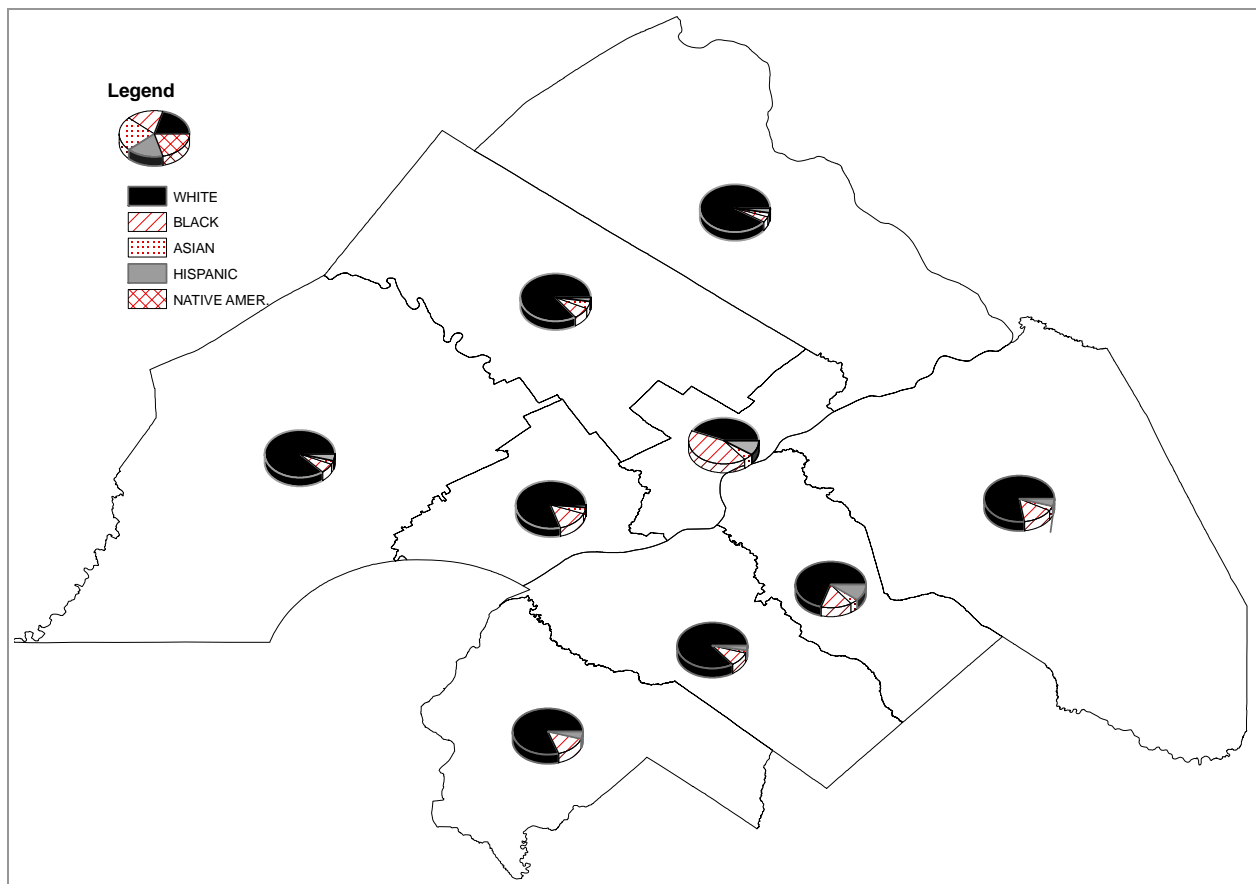 Legend
WHITE
BLACK
ASIAN
HISPANIC
NATIVE AMER.